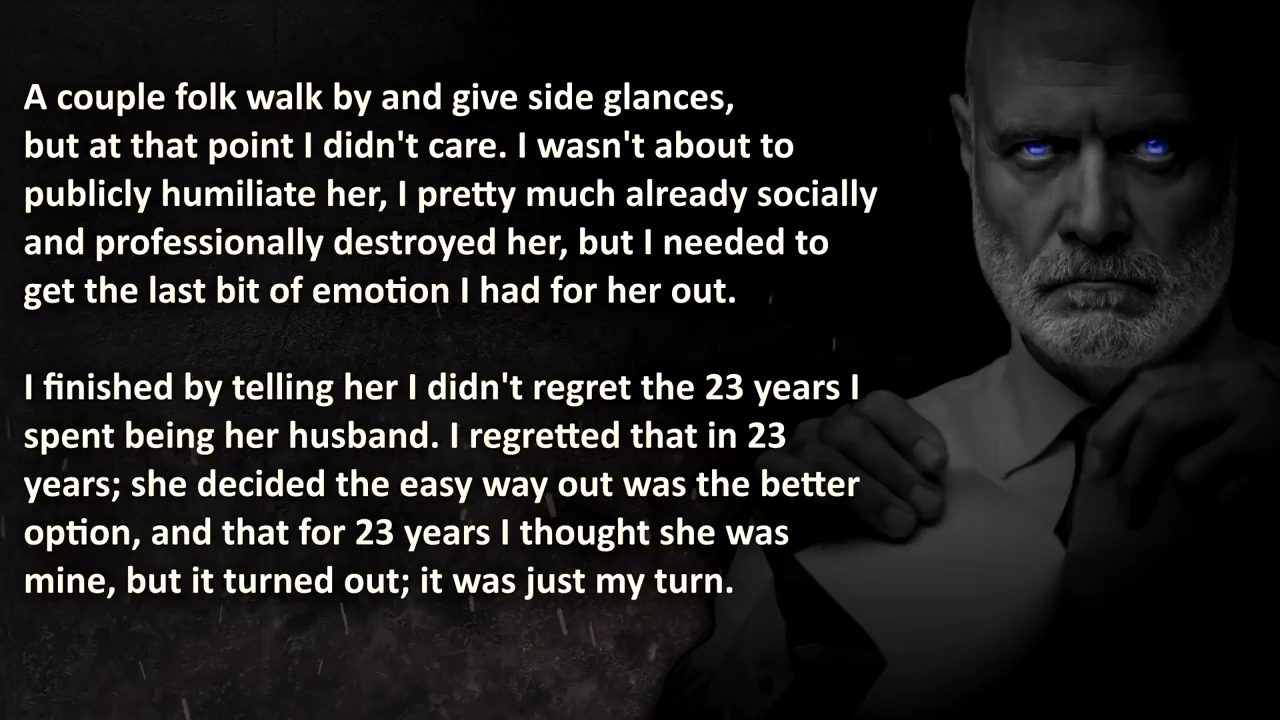 A couple folk walk by and give side glances,
but at that point I didn't care. I wasn't about to
publicly humiliate her, I pretty much already socially
and professionally destroyed her, but I needed to
get the last bit of emotion I had for her out.
I finished by telling her I didn't regret the 23 years I
spent being her husband. I regretted that in 23
years; she decided the easy way out was the better
option, and that for 23 years I thought she was
mine, but it turned out; it was just my turn.